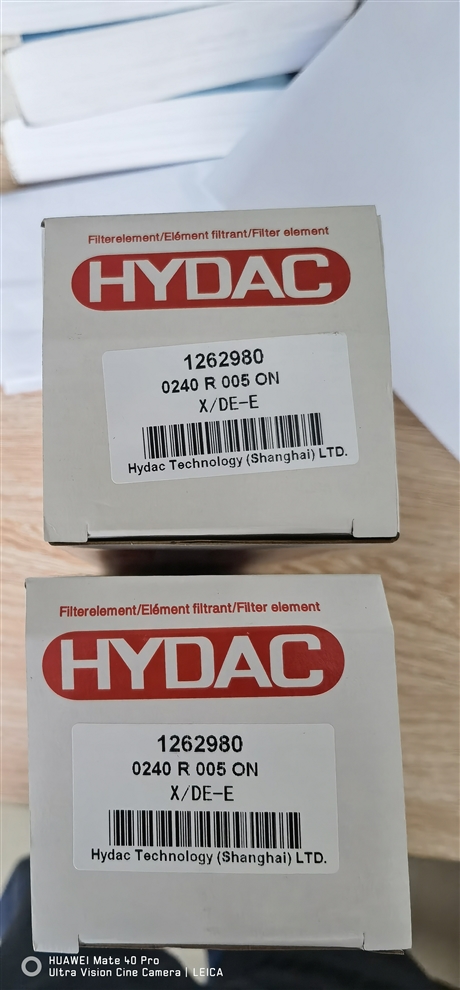 Filterelement/Elément filtrant/Filter element
HYDAC
1262980
0240 R 005 ON
X/DE-E
Hydac Technology (Shanghai) LTD.
Filterelement/Elément filtrant/Filter element
HYDAC
1262980
0240 R 005 ON
X/DE-E
Hydac Technology (Shanghai) LTD.
HUAWEI Mate 40 Pro
Ultra Vision Cine Camera | LEICA